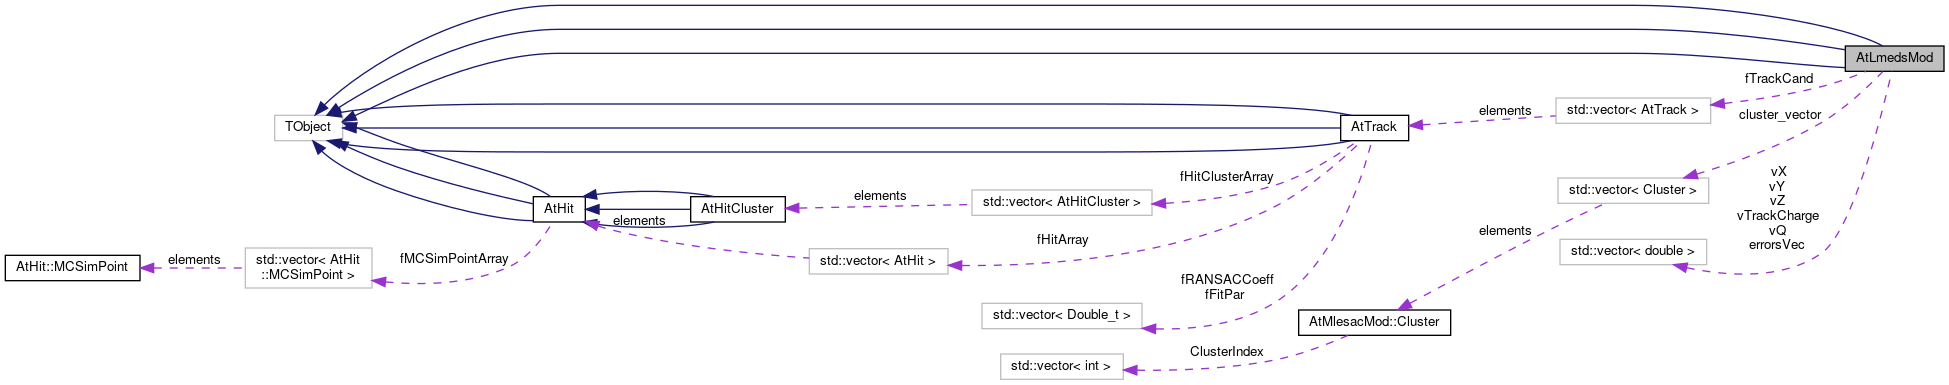 AtLmedsMod
fTrackCand
std::vector< AtTrack >
elements
cluster_vector
TObject
AtTrack
vX
vY
vZ
vTrackCharge
vQ
errorsVec
fHitClusterArray
std::vector< Cluster >
elements
std::vector< AtHitCluster >
AtHit
AtHitCluster
elements
elements
fHitArray
std::vector< double >
AtHit::MCSimPoint
elements
std::vector< AtHit
::MCSimPoint >
fMCSimPointArray
std::vector< AtHit >
fRANSACCoeff
fFitPar
std::vector< Double_t >
AtMlesacMod::Cluster
ClusterIndex
std::vector< int >